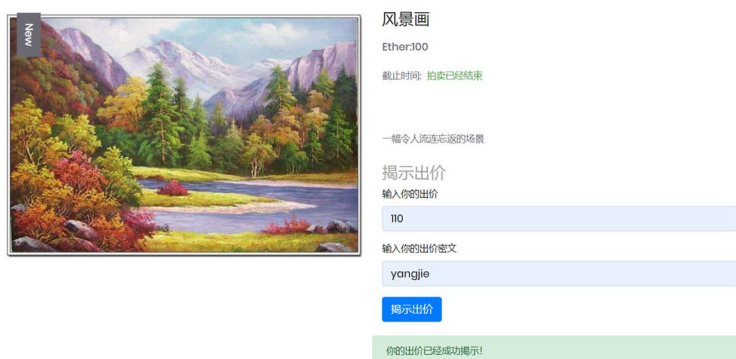 New
风景画
Ether:100
截止时间: 拍卖已经结束
一幅令人流连忘返的场景
揭示出价
输入你的出价
110
输入你的出价密文
yangjie
揭示出价
你的出价已经成功揭示!